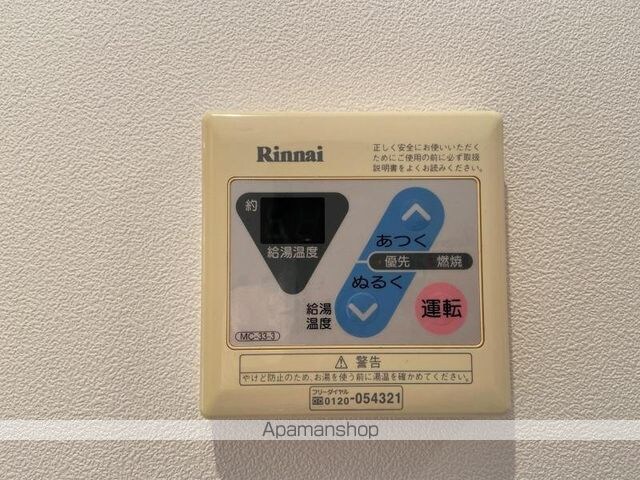 Rinnai
正しく安全にお使いいただく
ためにご使用の前に必ず取扱
説明書をよくお読みください。
約
給湯温度
あつく
優先 燃焼
ぬるく
給湯
温度
運転
MC-33-3
⚠警告
やけど防止のため、お湯を使う前に湯温を確かめてください。
フリーダイヤル
0120-054321
Apamanshop